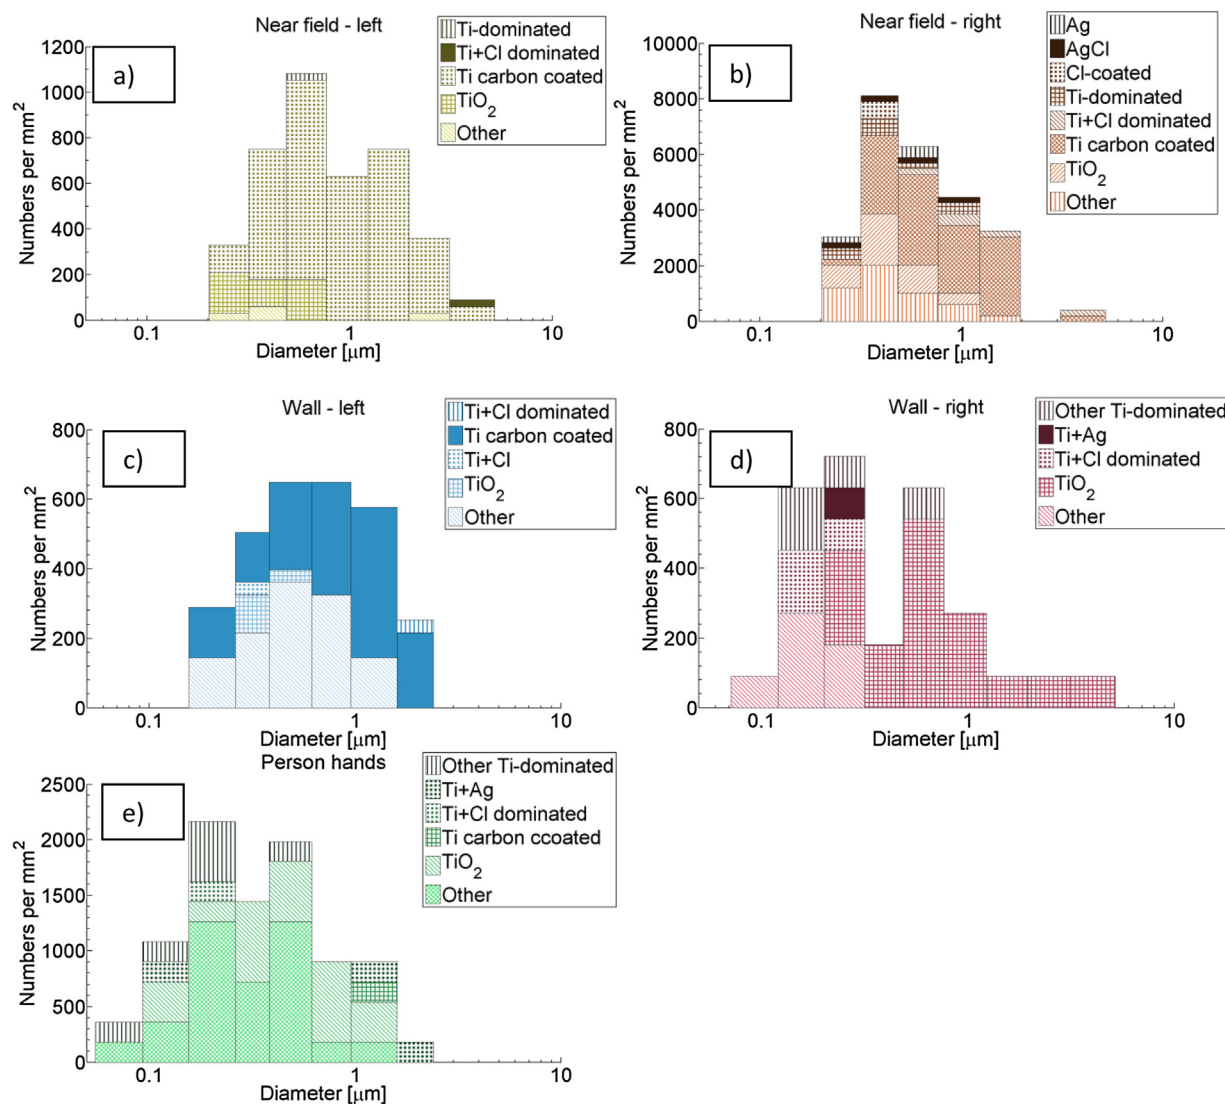 Near field - left
a)
Ti-dominated
Ti+Cl dominated
Ti carbon coated
TiO2
Other
1200
1000
800
600
400
200
0
Numbers per mm2
0.1 1 10
Diameter [μm]
Near field - right
b)
Ag
AgCl
Cl-coated
Ti-dominated
Ti+Cl dominated
Ti carbon coated
TiO2
Other
10000
8000
6000
4000
2000
0
Numbers per mm2
0.1 1 10
Diameter [μm]
Wall - left
c)
Ti+Cl dominated
Ti carbon coated
Ti+Cl
TiO2
Other
800
600
400
200
0
Numbers per mm2
0.1 1 10
Diameter [μm]
Wall - right
d)
Other Ti-dominated
Ti+Ag
Ti+Cl dominated
TiO2
Other
800
600
400
200
0
Numbers per mm2
0.1 1 10
Diameter [μm]
Person hands
e)
Other Ti-dominated
Ti+Ag
Ti+Cl dominated
Ti carbon ccoated
TiO2
Other
2500
2000
1500
1000
500
0
Numbers per mm2
0.1 1 10
Diameter [μm]